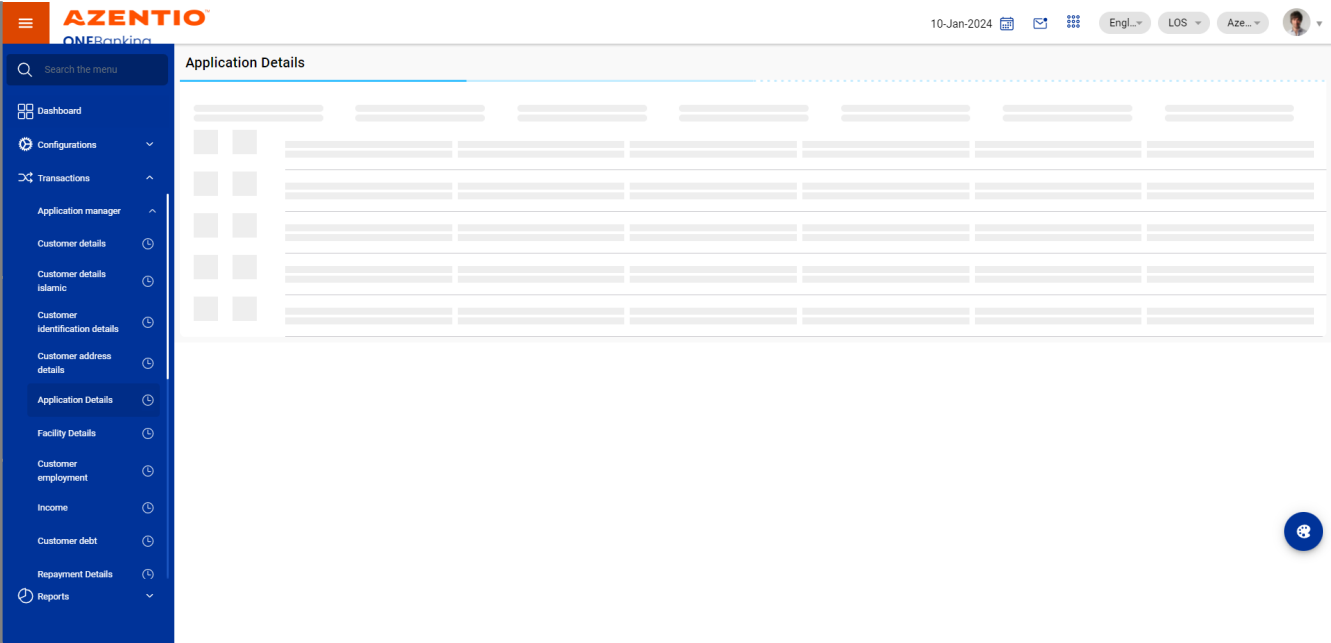 AZENTIO
ONEBanking
10-Jan-2024
Engl...
LOS
Aze...
Search the menu
Application Details
Dashboard
Configurations
Transactions
Application manager
Customer details
Customer details
islamic
Customer
identification details
Customer address
details
Application Details
Facility Details
Customer
employment
Income
Customer debt
Repayment Details
Reports